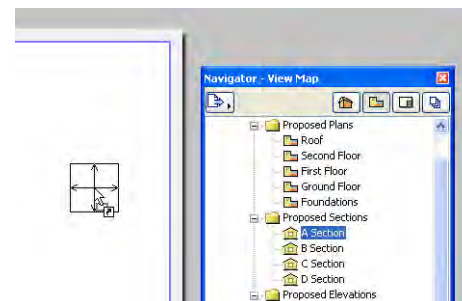 Navigator - View Map
Proposed Plans
Roof
Second Floor
First Floor
Ground Floor
Foundations
Proposed Sections
A Section
B Section
C Section
D Section
Proposed Elevations